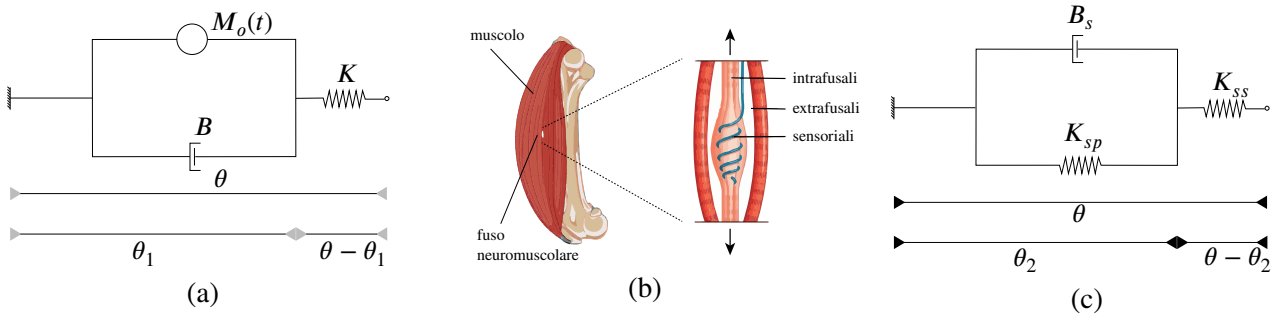 M_o(t)
K
B
θ
θ_1
θ − θ_1
(a)
muscolo
fuso
neuromuscolare
intrafusali
extrafusali
sensoriali
(b)
B_s
K_ss
K_sp
θ
θ_2
θ − θ_2
(c)